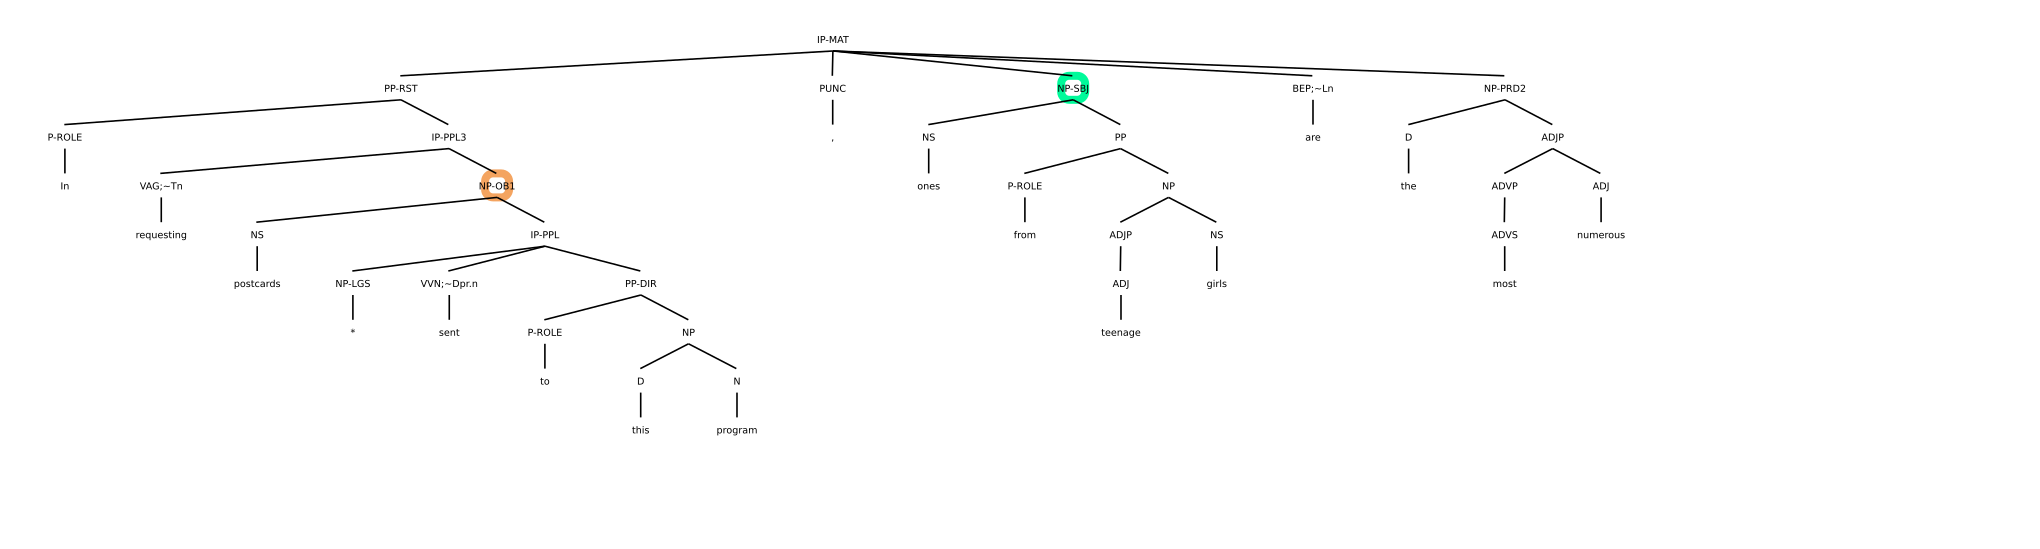 IP-MAT
PP-RST PUNC NP-SBJ BEP;~Ln NP-PRD2
P-ROLE IP-PPL3 , NS PP are D ADJP
In VAG;~Tn NP-OB1 ones P-ROLE NP the ADVP ADJ
requesting NS IP-PPL from ADJP NS ADVS numerous
postcards NP-LGS VVN;~Dpr.n PP-DIR ADJ girls most
* sent P-ROLE NP teenage
to D N
this program